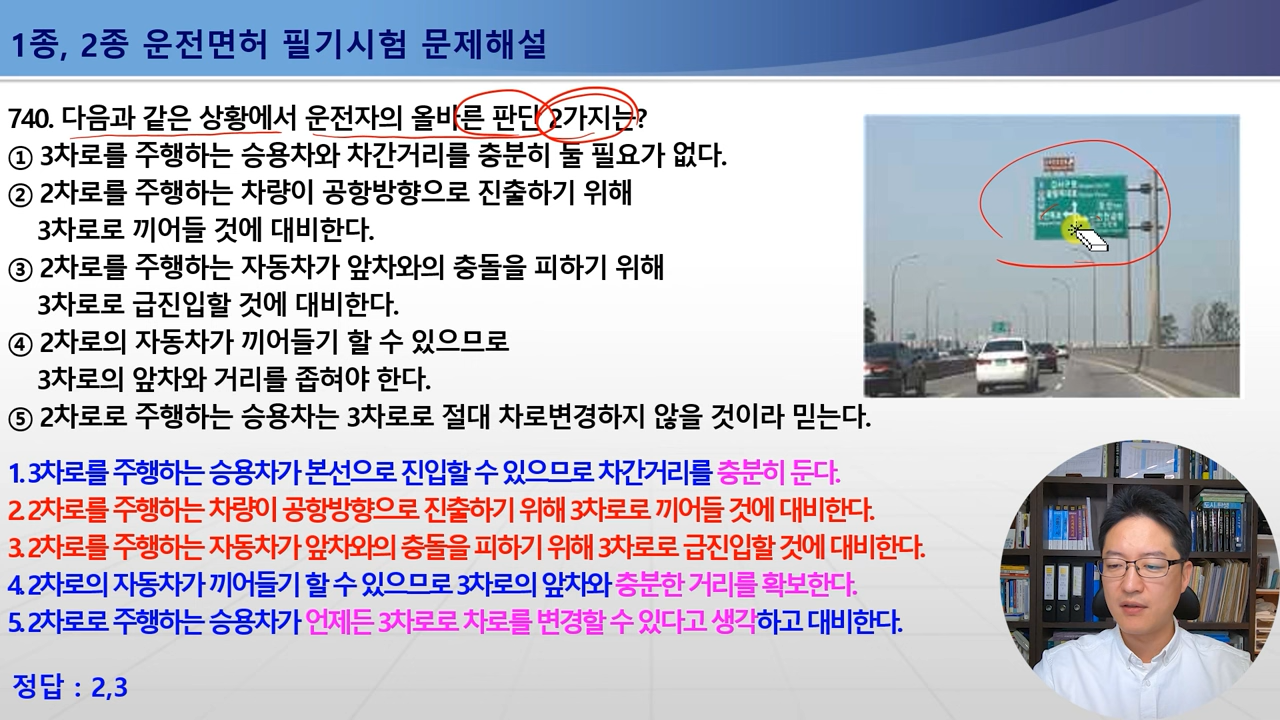 1종, 2종 운전면허 필기시험 문제해설
740. 다음과 같은 상황에서 운전자의 올바른 판단 2가지는?
① 3차로를 주행하는 승용차와 차간거리를 충분히 둘 필요가 없다.
② 2차로를 주행하는 차량이 공항방향으로 진출하기 위해
3차로로 끼어들 것에 대비한다.
③ 2차로를 주행하는 자동차가 앞차와의 충돌을 피하기 위해
3차로로 급진입할 것에 대비한다.
④ 2차로의 자동차가 끼어들기 할 수 있으므로
3차로의 앞차와 거리를 좁혀야 한다.
⑤ 2차로로 주행하는 승용차는 3차로로 절대 차로변경하지 않을 것이라 믿는다.
1. 3차로를 주행하는 승용차가 본선으로 진입할 수 있으므로 차간거리를 충분히 둔다.
2. 2차로를 주행하는 차량이 공항방향으로 진출하기 위해 3차로로 끼어들 것에 대비한다.
3. 2차로를 주행하는 자동차가 앞차와의 충돌을 피하기 위해 3차로로 급진입할 것에 대비한다.
4. 2차로의 자동차가 끼어들기 할 수 있으므로 3차로의 앞차와 충분한 거리를 확보한다.
5. 2차로로 주행하는 승용차가 언제든 3차로로 차로를 변경할 수 있다고 생각하고 대비한다.
정답 : 2,3